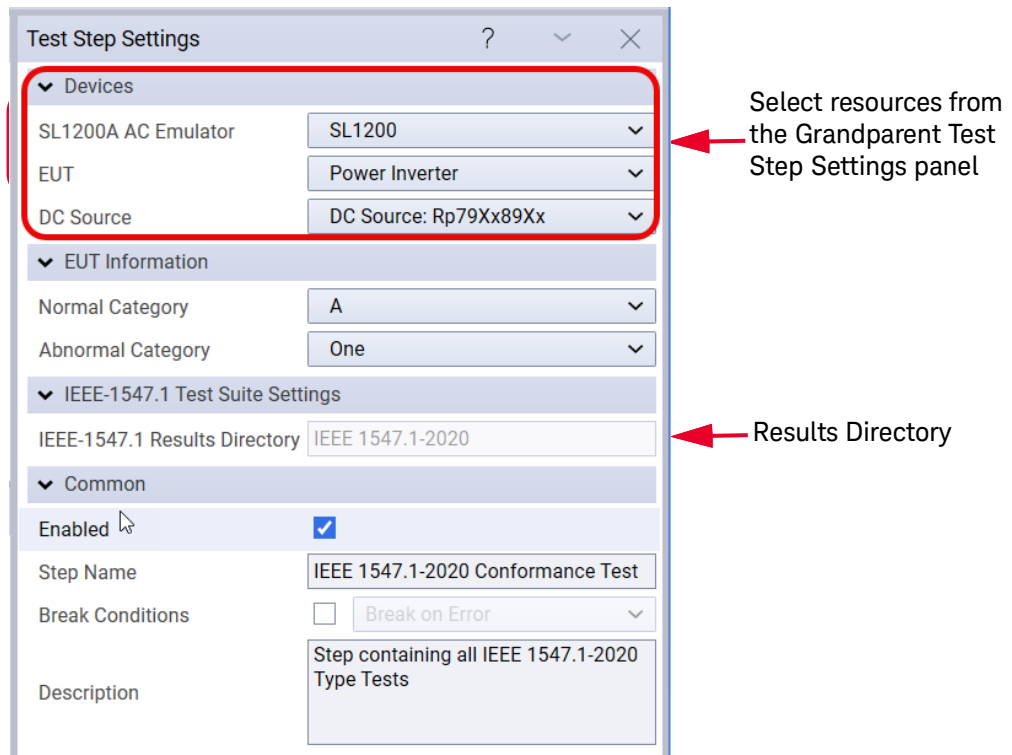 Test Step Settings ?
Devices
SL1200A AC Emulator SL1200
EUT Power Inverter
DC Source DC Source: Rp79Xx89Xx
Select resources from
the Grandparent Test
Step Settings panel
EUT Information
Normal Category A
Abnormal Category One
IEEE-1547.1 Test Suite Settings
IEEE-1547.1 Results Directory IEEE 1547.1-2020
Results Directory
Common
Enabled
Step Name IEEE 1547.1-2020 Conformance Test
Break Conditions Break on Error
Description Step containing all IEEE 1547.1-2020
Type Tests